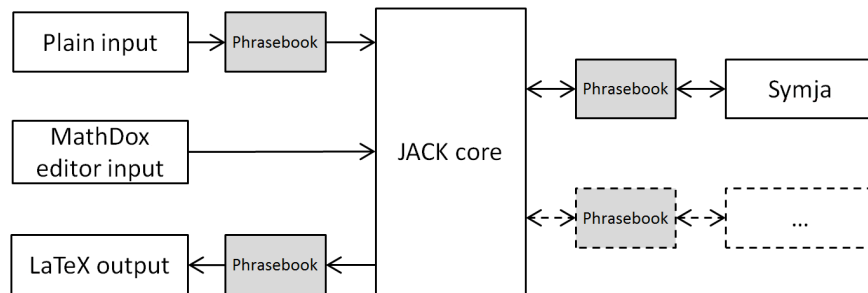 Plain input
Phrasebook
MathDox
editor input
LaTeX output
Phrasebook
JACK core
Phrasebook
Symja
Phrasebook
...